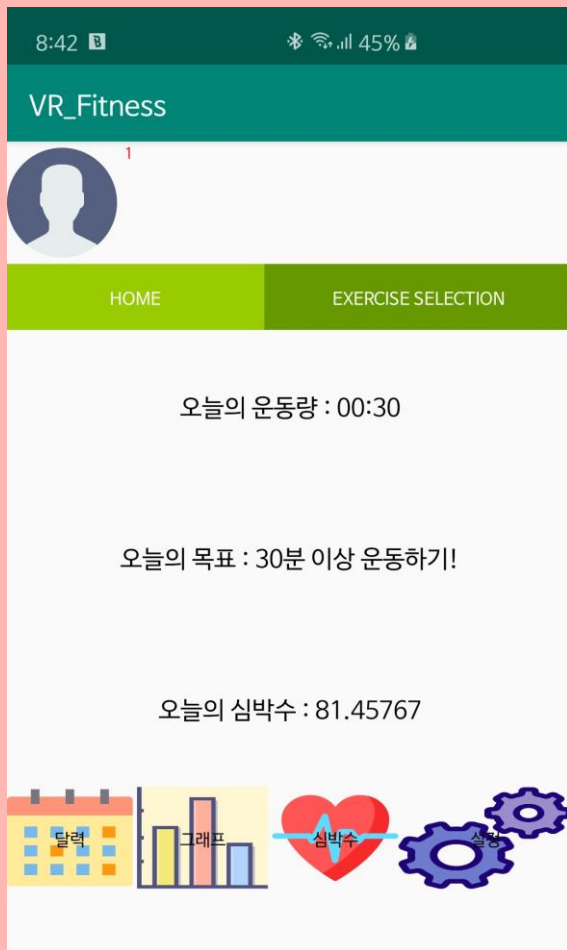 8:42 45%
VR_Fitness
1
HOME EXERCISE SELECTION
오늘의 운동량 : 00:30
오늘의 목표 : 30분 이상 운동하기!
오늘의 심박수 : 81.45767
달력 그래프 심박수 설정